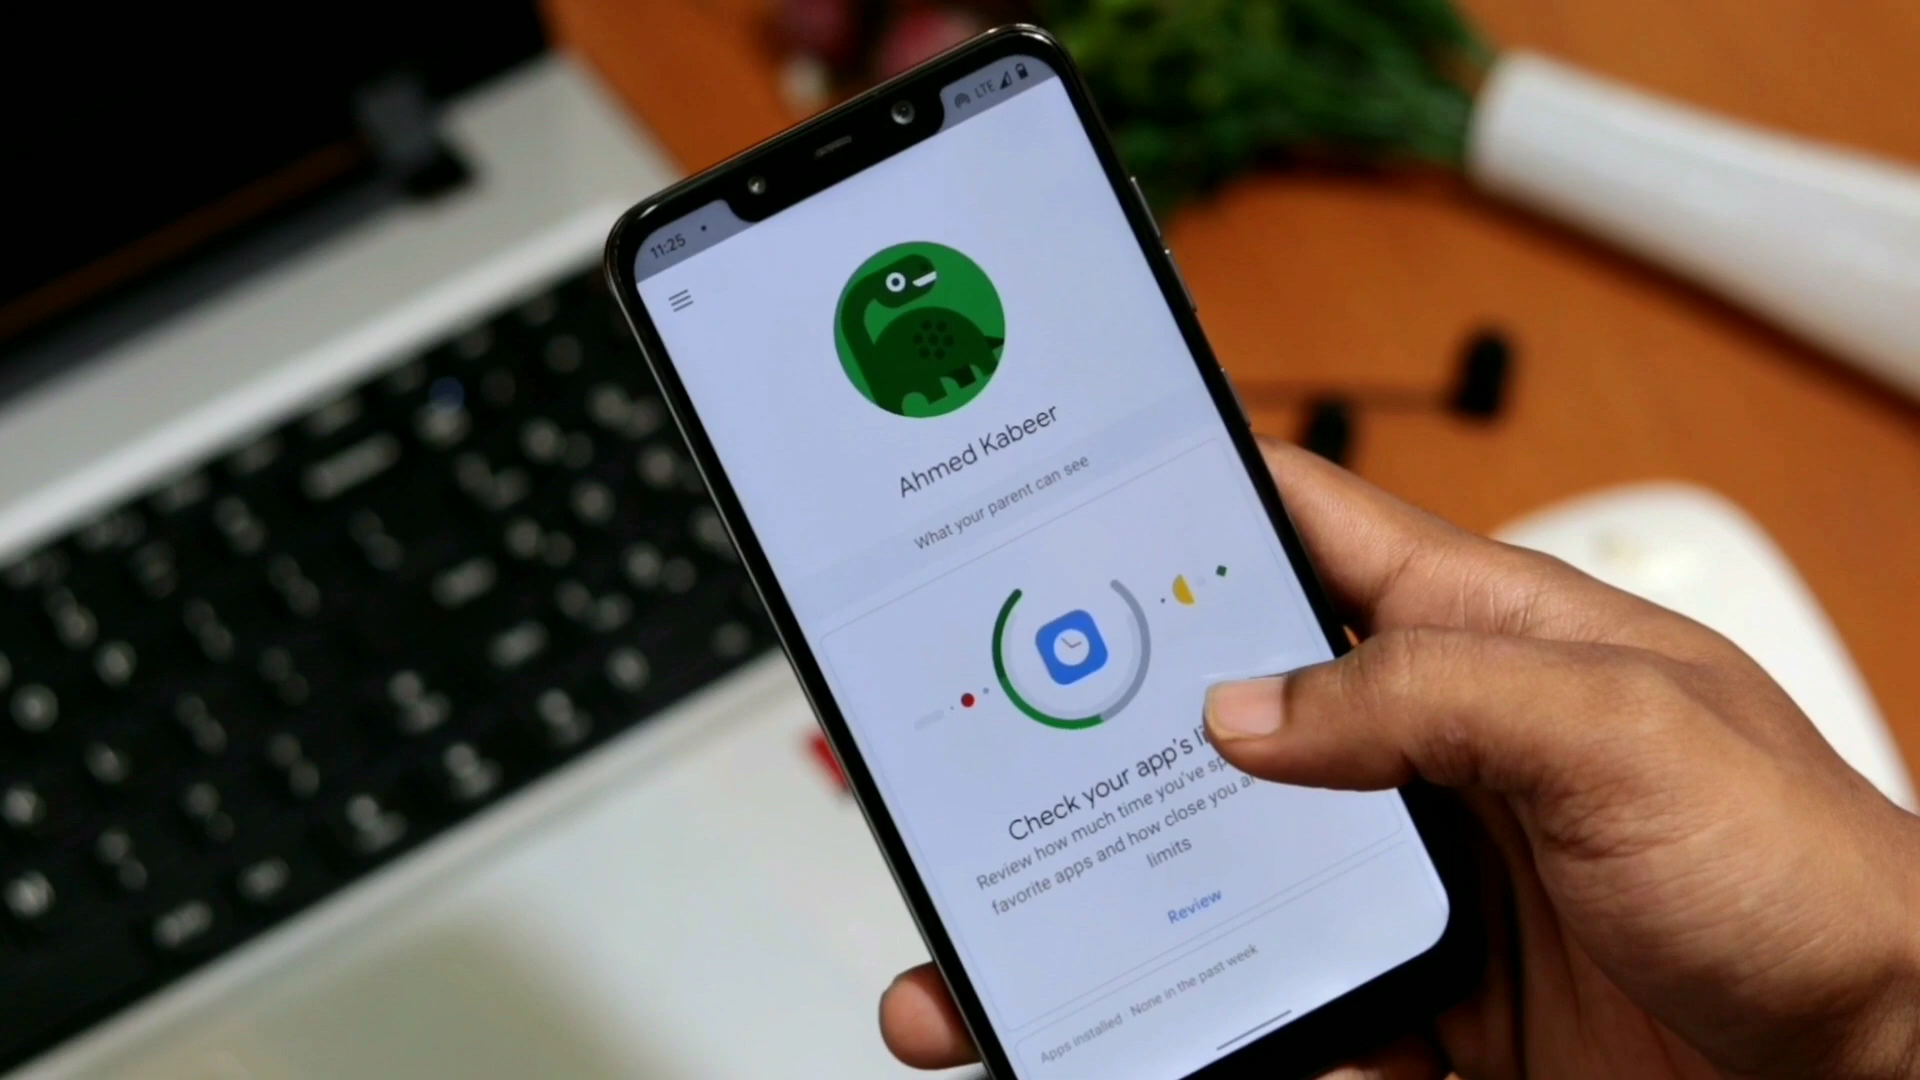 11:25
LTE
Ahmed Kabeer
What your parent can see
Check your app's
Review how much time you've
favorite apps and how close you
limits
Review
Apps installed · None in the past week